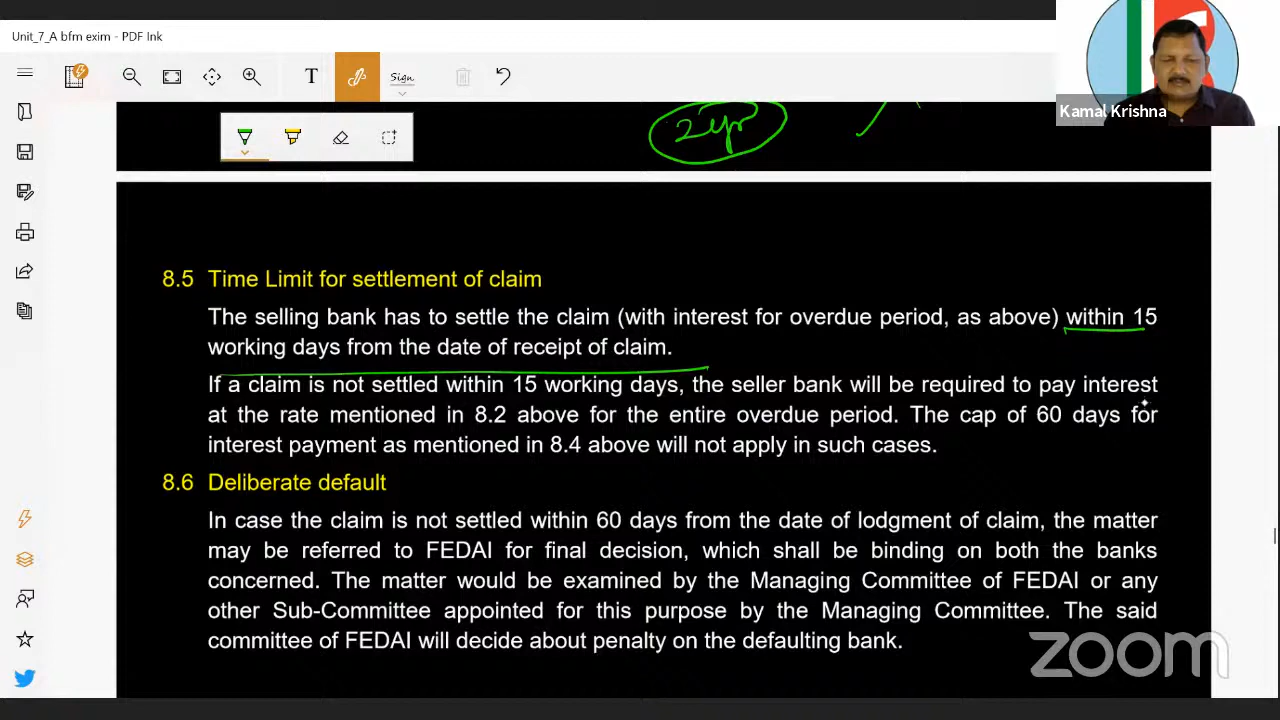 Unit_7_A bfm exim - PDF Ink
T
Sign
Kamal Krishna
2 yr
8.5 Time Limit for settlement of claim
The selling bank has to settle the claim (with interest for overdue period, as above) within 15
working days from the date of receipt of claim.
If a claim is not settled within 15 working days, the seller bank will be required to pay interest
at the rate mentioned in 8.2 above for the entire overdue period. The cap of 60 days for
interest payment as mentioned in 8.4 above will not apply in such cases.
8.6 Deliberate default
In case the claim is not settled within 60 days from the date of lodgment of claim, the matter
may be referred to FEDAI for final decision, which shall be binding on both the banks
concerned. The matter would be examined by the Managing Committee of FEDAI or any
other Sub-Committee appointed for this purpose by the Managing Committee. The said
committee of FEDAI will decide about penalty on the defaulting bank.
zoom